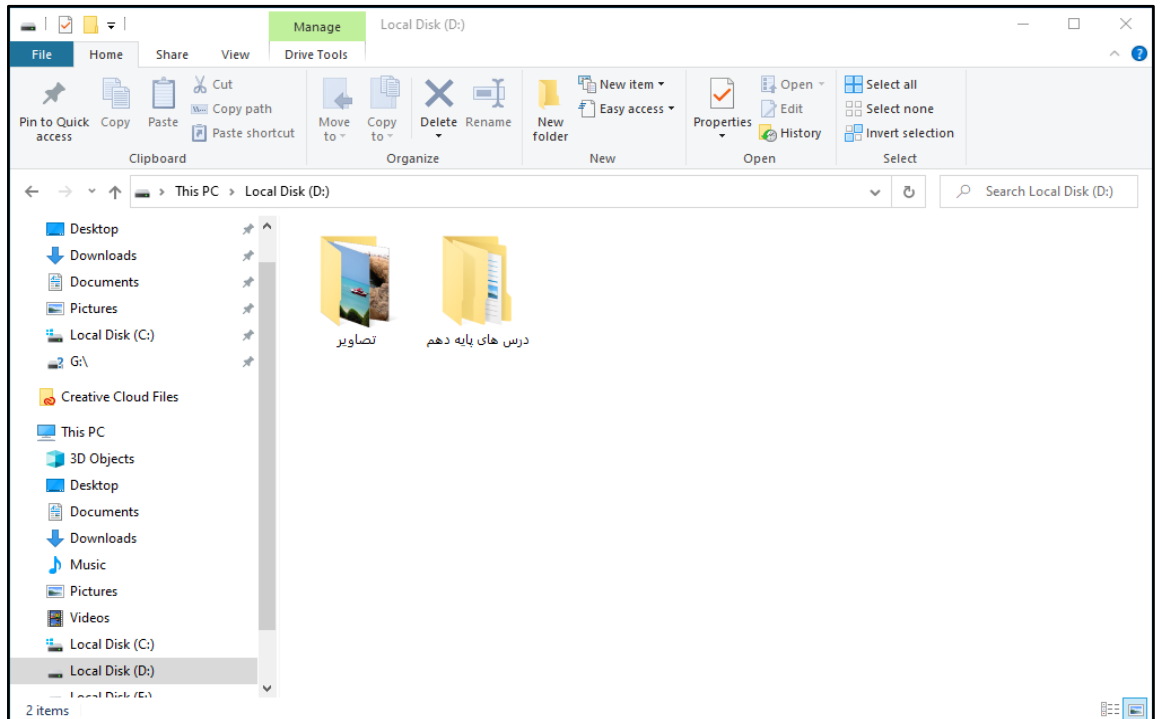 Manage
Local Disk (D:)
File
Home
Share
View
Drive Tools
Pin to Quick access
Copy
Paste
Cut
Copy path
Paste shortcut
Clipboard
Move to
Copy to
Delete
Rename
Organize
New folder
New item
Easy access
New
Properties
Open
Edit
History
Open
Select all
Select none
Invert selection
Select
This PC > Local Disk (D:)
Search Local Disk (D:)
Desktop
Downloads
Documents
Pictures
Local Disk (C:)
G:\
Creative Cloud Files
This PC
3D Objects
Desktop
Documents
Downloads
Music
Pictures
Videos
Local Disk (C:)
Local Disk (D:)
تصاویر
درس های پایه دهم
2 items